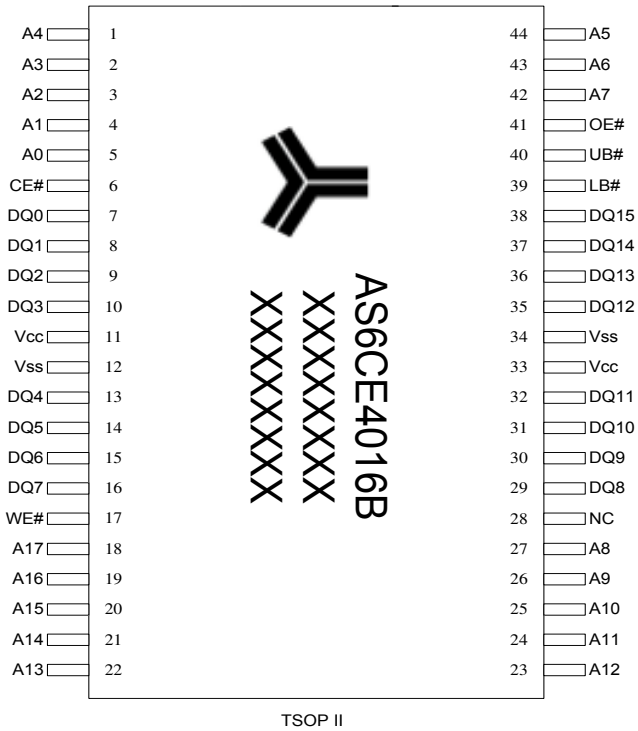 A4 1 44 A5
A3 2 43 A6
A2 3 42 A7
A1 4 41 OE#
A0 5 40 UB#
CE# 6 39 LB#
DQ0 7 38 DQ15
DQ1 8 37 DQ14
DQ2 9 36 DQ13
DQ3 10 35 DQ12
Vcc 11 34 Vss
Vss 12 33 Vcc
DQ4 13 32 DQ11
DQ5 14 31 DQ10
DQ6 15 30 DQ9
DQ7 16 29 DQ8
WE# 17 28 NC
A17 18 27 A8
A16 19 26 A9
A15 20 25 A10
A14 21 24 A11
A13 22 23 A12
AS6CE4016B
XXXXXXXX
XXXXXXXX
TSOP II